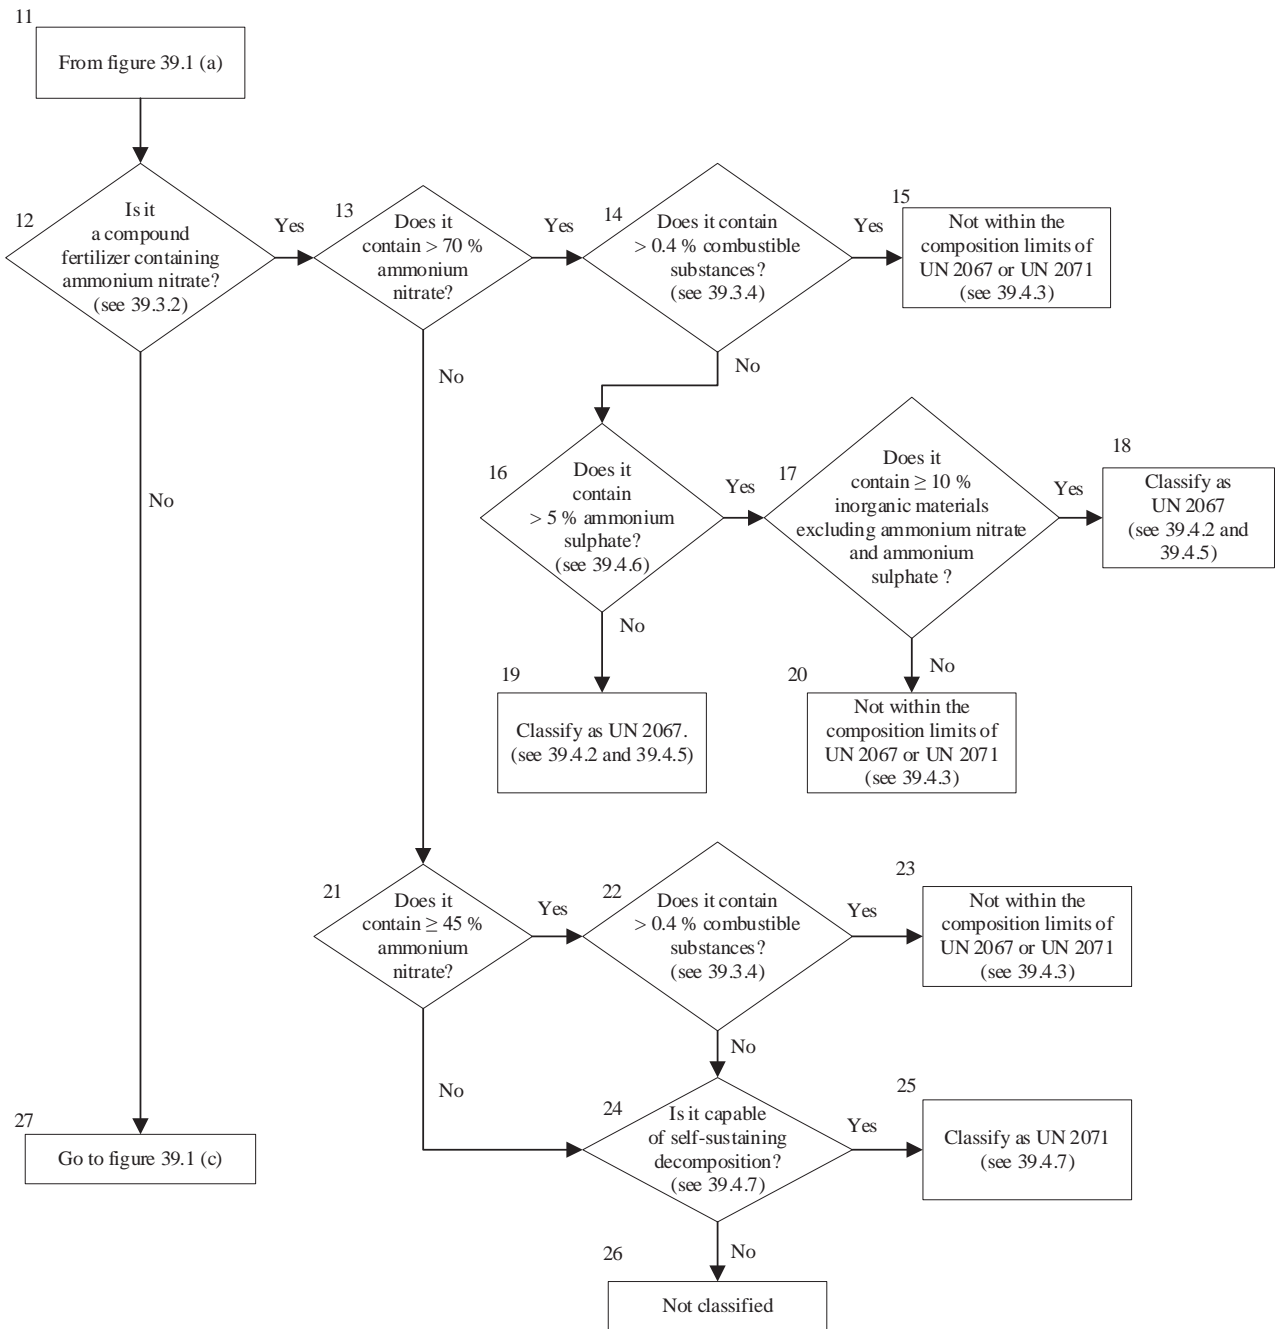 11
From figure 39.1 (a)
12
Is it
a compound
fertilizer containing
ammonium nitrate?
(see 39.3.2)
Yes
13
Does it
contain > 70 %
ammonium
nitrate?
Yes
14
Does it contain
> 0.4 % combustible
substances?
(see 39.3.4)
Yes
15
Not within the
composition limits of
UN 2067 or UN 2071
(see 39.4.3)
No
No
No
16
Does it
contain
> 5 % ammonium
sulphate?
(see 39.4.6)
Yes
17
Does it
contain ≥ 10 %
inorganic materials
excluding ammonium nitrate
and ammonium
sulphate ?
Yes
18
Classify as
UN 2067
(see 39.4.2 and
39.4.5)
No
No
19
Classify as UN 2067.
(see 39.4.2 and 39.4.5)
20
Not within the
composition limits of
UN 2067 or UN 2071
(see 39.4.3)
21
Does it
contain ≥ 45 %
ammonium
nitrate?
Yes
22
Does it contain
> 0.4 % combustible
substances?
(see 39.3.4)
Yes
23
Not within the
composition limits of
UN 2067 or UN 2071
(see 39.4.3)
No
No
24
Is it capable
of self-sustaining
decomposition?
(see 39.4.7)
Yes
25
Classify as UN 2071
(see 39.4.7)
27
Go to figure 39.1 (c)
No
26
Not classified